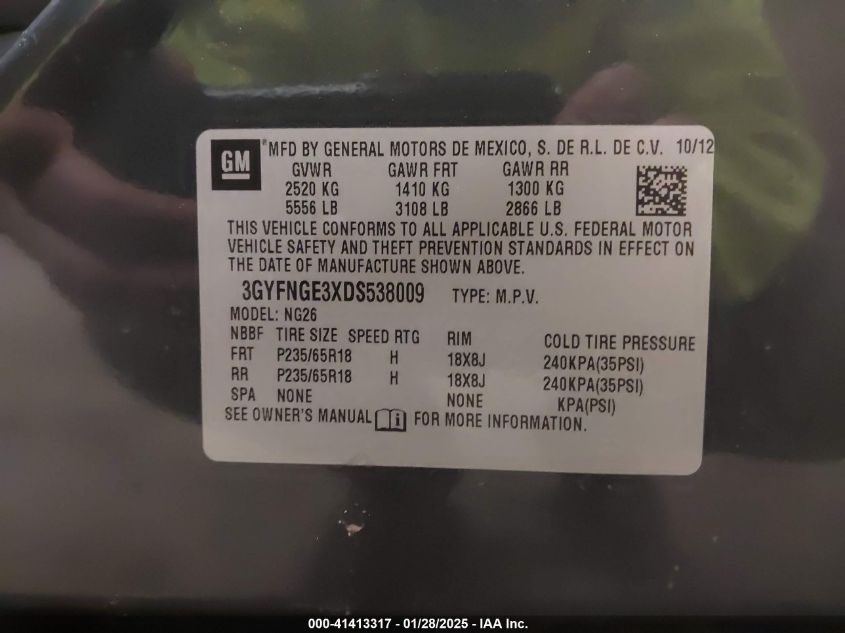 GM ® MFD BY GENERAL MOTORS DE MEXICO, S. DE R.L. DE C.V. 10/12
GVWR GAWR FRT GAWR RR
2520 KG 1410 KG 1300 KG
5556 LB 3108 LB 2866 LB
THIS VEHICLE CONFORMS TO ALL APPLICABLE U.S. FEDERAL MOTOR
VEHICLE SAFETY AND THEFT PREVENTION STANDARDS IN EFFECT ON
THE DATE OF MANUFACTURE SHOWN ABOVE.
3GYFNGE3XDS538009 TYPE: M.P.V.
MODEL: NG26
NBBF TIRE SIZE SPEED RTG RIM COLD TIRE PRESSURE
FRT P235/65R18 H 18X8J 240KPA(35PSI)
RR P235/65R18 H 18X8J 240KPA(35PSI)
SPA NONE NONE KPA(PSI)
SEE OWNER'S MANUAL i FOR MORE INFORMATION.
000-41413317 - 01/28/2025 - IAA Inc.